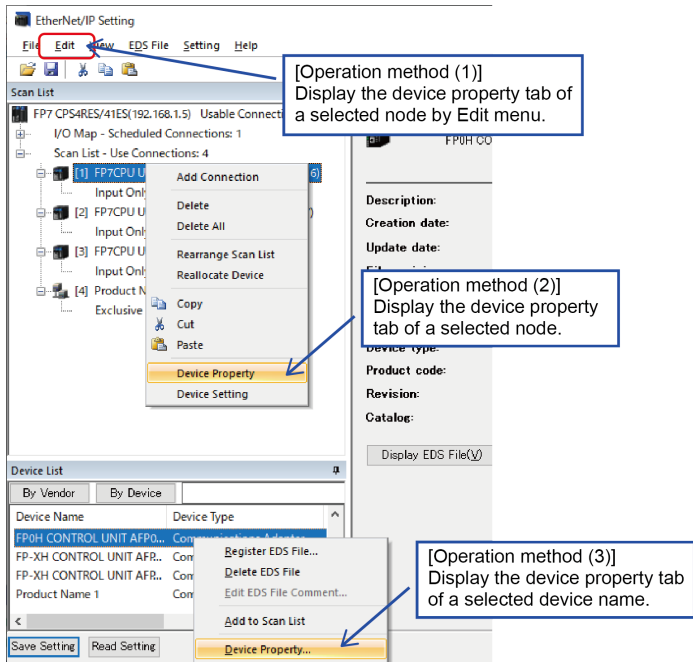 EtherNet/IP Setting
File Edit View EDS File Setting Help
[Operation method (1)]
Display the device property tab of
a selected node by Edit menu.
Scan List
FP7 CPS4RES/41ES(192.168.1.5) Usable Connecti
I/O Map - Scheduled Connections: 1
Scan List - Use Connections: 4
[1] FP7CPU U 6)
Input Onl
[2] FP7CPU U )
Input Onl
[3] FP7CPU U
Input Onl
[4] Product N
Exclusive
Add Connection
Delete
Delete All
Rearrange Scan List
Reallocate Device
Copy
Cut
Paste
Device Property
Device Setting
FP0H CO
Description:
Creation date:
Update date:
[Operation method (2)]
Display the device property
tab of a selected node.
Device type:
Product code:
Revision:
Catalog:
Display EDS File(V)
Device List
By Vendor By Device
Device Name Device Type
FP0H CONTROL UNIT AFP0... Communications Adapter
FP-XH CONTROL UNIT AFP... Com
FP-XH CONTROL UNIT AFP... Com
Product Name 1 Com
Register EDS File...
Delete EDS File
Edit EDS File Comment...
Add to Scan List
Device Property...
[Operation method (3)]
Display the device property tab
of a selected device name.
Save Setting Read Setting